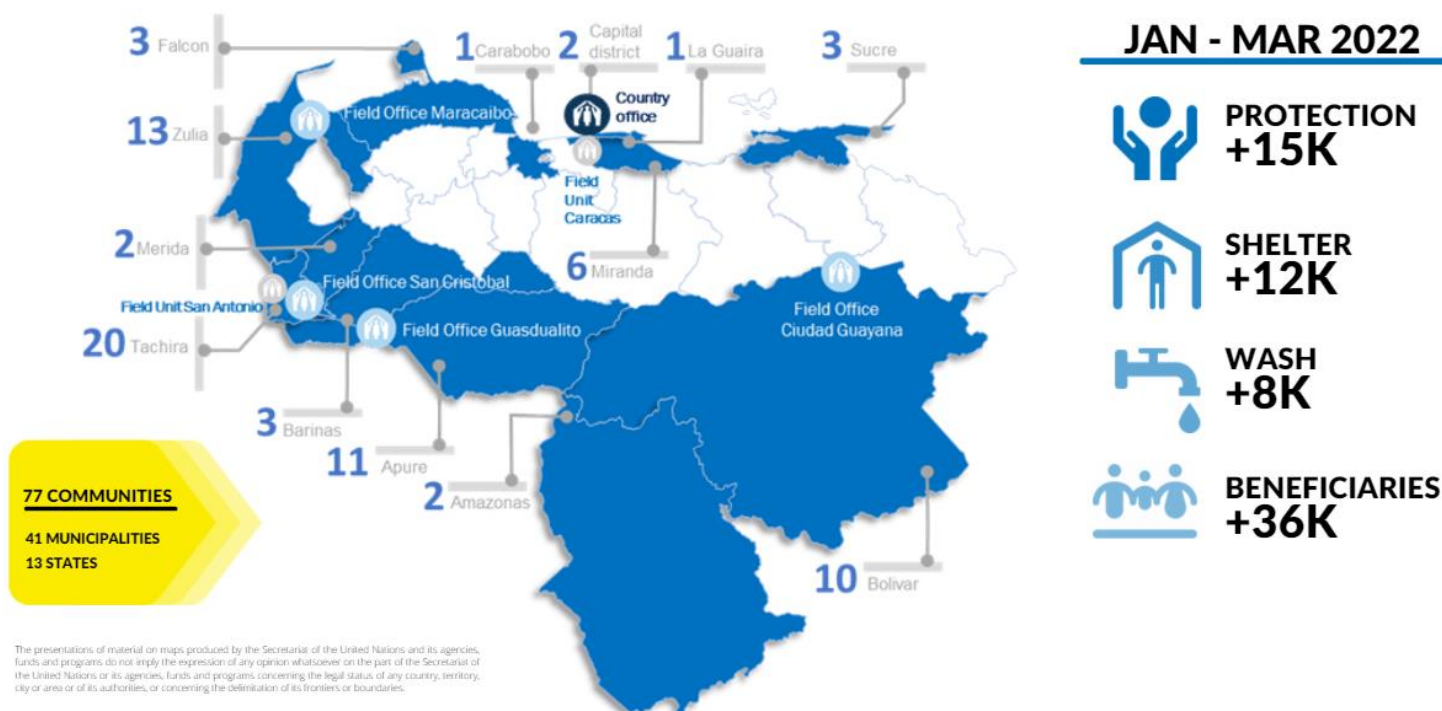 3 Falcon
1 Carabobo
2 Capital
district
1 La Guaira
3 Sucre
Country
office
Field Office Maracaibo
13 Zulia
Field
Unit
Caracas
2 Merida
6 Miranda
Field Office San Cristobal
Field Unit San Antonio
Field Office Guasdualito
Field Office
Ciudad Guayana
20 Tachira
3 Barinas
11 Apure
2 Amazonas
10 Bolivar
77 COMMUNITIES
41 MUNICIPALITIES
13 STATES
The presentations of material on maps produced by the Secretariat of the United Nations and its agencies,
funds and programs do not imply the expression of any opinion whatsoever on the part of the Secretariat of
the United Nations or its agencies, funds and programs concerning the legal status of any country, territory,
city or area or of its authorities, or concerning the delimitation of its frontiers or boundaries.
JAN - MAR 2022
PROTECTION
+15K
SHELTER
+12K
WASH
+8K
BENEFICIARIES
+36K